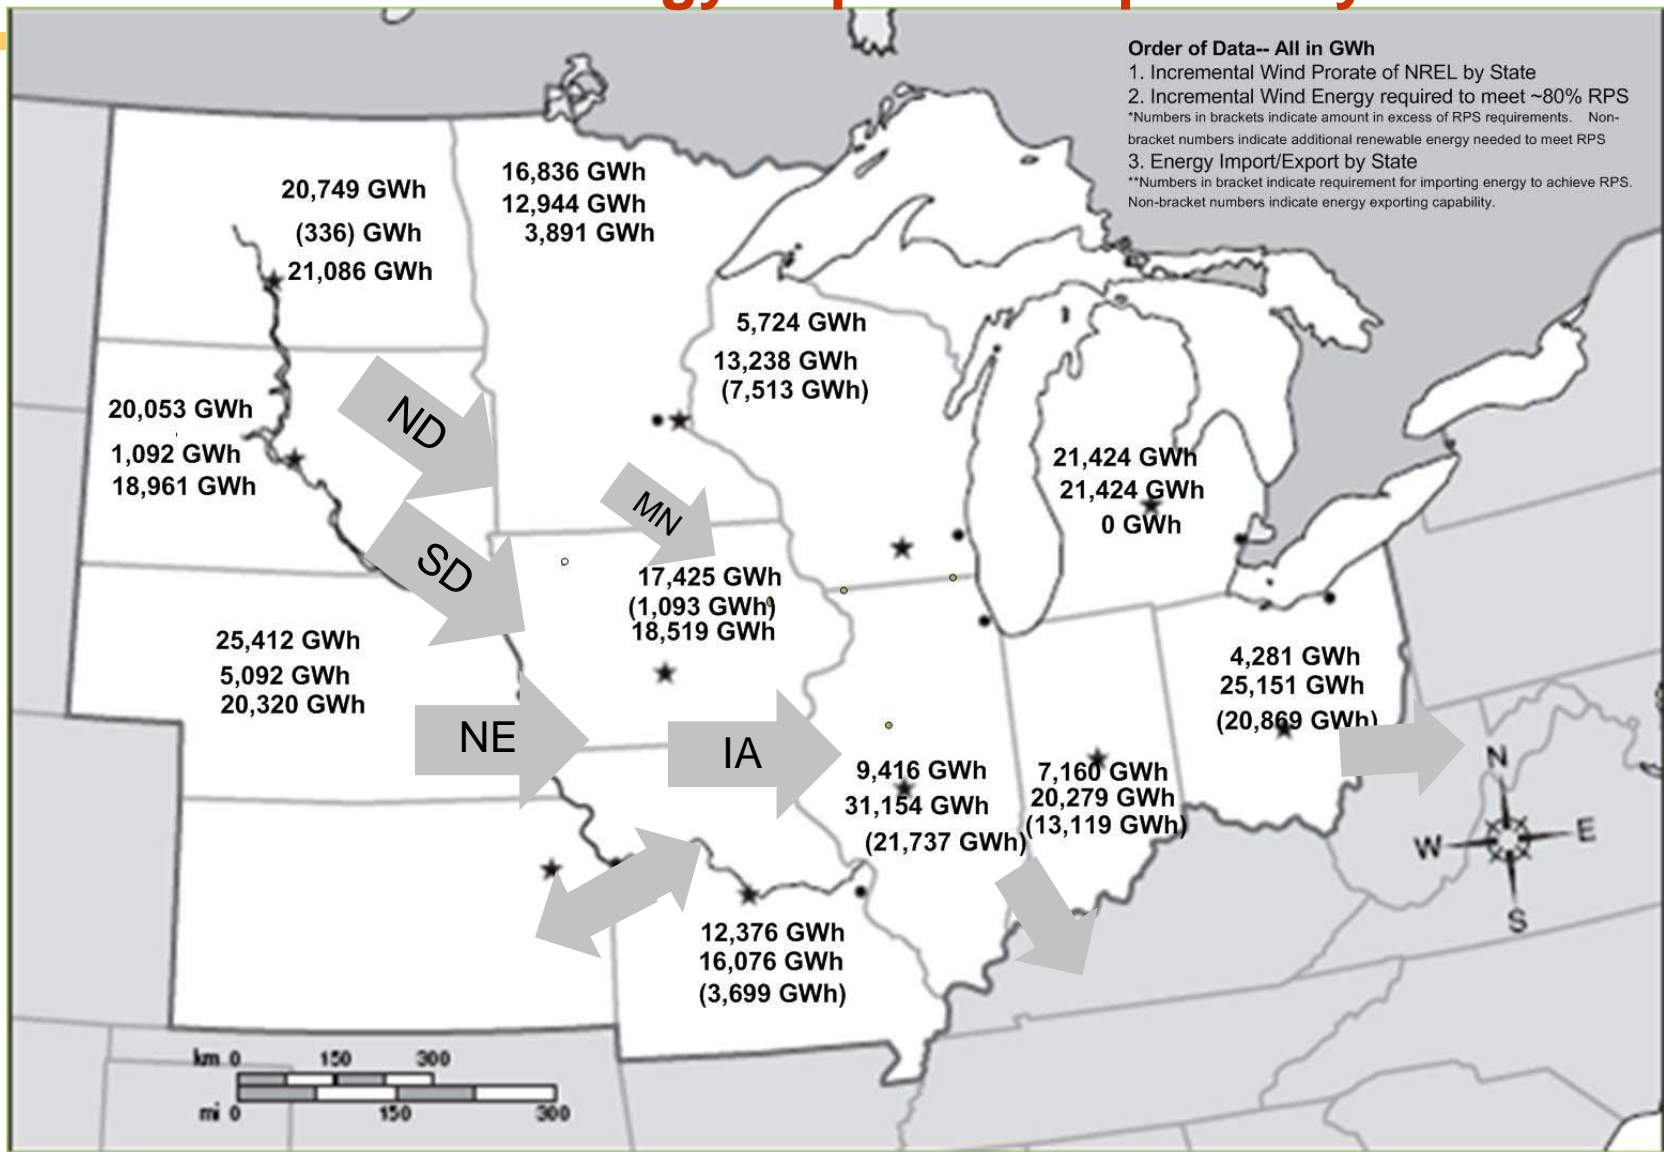 Order of Data-- All in GWh
1. Incremental Wind Prorate of NREL by State
2. Incremental Wind Energy required to meet ~80% RPS
*Numbers in brackets indicate amount in excess of RPS requirements. Non-
bracket numbers indicate additional renewable energy needed to meet RPS
3. Energy Import/Export by State
**Numbers in bracket indicate requirement for importing energy to achieve RPS.
Non-bracket numbers indicate energy exporting capability.
20,749 GWh
(336) GWh
21,086 GWh
16,836 GWh
12,944 GWh
3,891 GWh
5,724 GWh
13,238 GWh
(7,513 GWh)
20,053 GWh
1,092 GWh
18,961 GWh
ND
SD
MN
21,424 GWh
21,424 GWh
0 GWh
17,425 GWh
(1,093 GWh)
18,519 GWh
25,412 GWh
5,092 GWh
20,320 GWh
NE
IA
4,281 GWh
25,151 GWh
(20,869 GWh)
9,416 GWh
31,154 GWh
(21,737 GWh)
7,160 GWh
20,279 GWh
(13,119 GWh)
N
W
E
S
12,376 GWh
16,076 GWh
(3,699 GWh)
km 0 150 300
mi 0 150 300